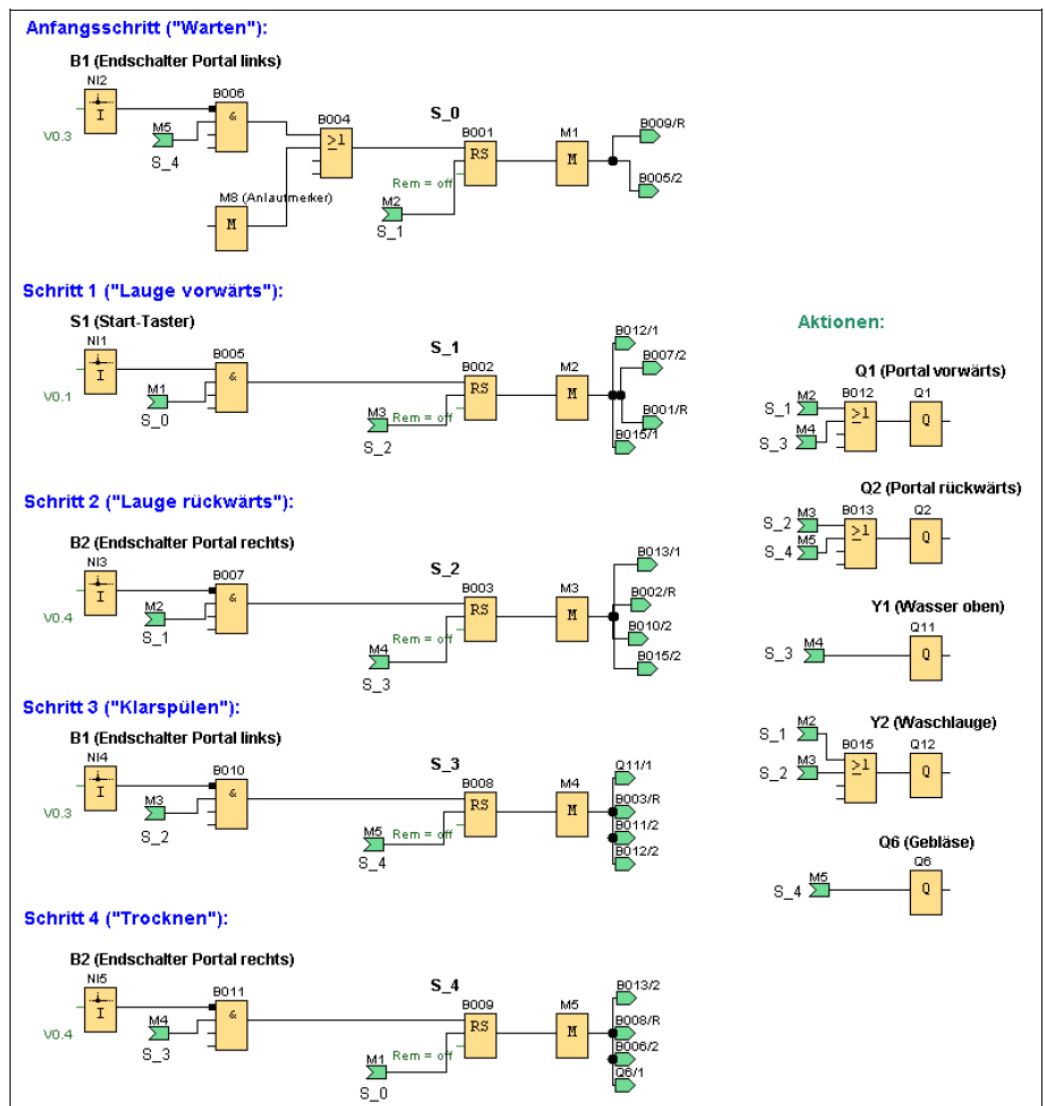 Anfangsschritt ("Warten"):
B1 (Endschalter Portal links)
NI2
I
V0.3
M5
S_4
B006
&
B004
≥1
M8 (Anlaufmerker)
M
S_0
B001
RS
Rem = off
M2
S_1
M1
M
B009/R
B005/2
Schritt 1 ("Lauge vorwärts"):
S1 (Start-Taster)
NI1
I
V0.1
M1
S_0
B005
&
S_1
B002
RS
Rem = off
M3
S_2
M2
M
B012/1
B007/2
B001/R
B015/1
Schritt 2 ("Lauge rückwärts"):
B2 (Endschalter Portal rechts)
NI3
I
V0.4
M2
S_1
B007
&
S_2
B003
RS
Rem = off
M4
S_3
M3
M
B013/1
B002/R
B010/2
B015/2
Schritt 3 ("Klarspülen"):
B1 (Endschalter Portal links)
NI4
I
V0.3
M3
S_2
B010
&
S_3
B008
RS
Rem = off
M5
S_4
M4
M
Q11/1
B003/R
B011/2
B012/2
Schritt 4 ("Trocknen"):
B2 (Endschalter Portal rechts)
NI5
I
V0.4
M4
S_3
B011
&
S_4
B009
RS
Rem = off
M1
S_0
M5
M
B013/2
B008/R
B006/2
Q6/1
Aktionen:
Q1 (Portal vorwärts)
S_1
M2
S_3
M4
B012
≥1
Q1
Q
Q2 (Portal rückwärts)
S_2
M3
S_4
M5
B013
≥1
Q2
Q
Y1 (Wasser oben)
S_3
M4
Q11
Q
Y2 (Waschlauge)
S_1
M2
S_2
M3
B015
≥1
Q12
Q
Q6 (Gebläse)
S_4
M5
Q6
Q